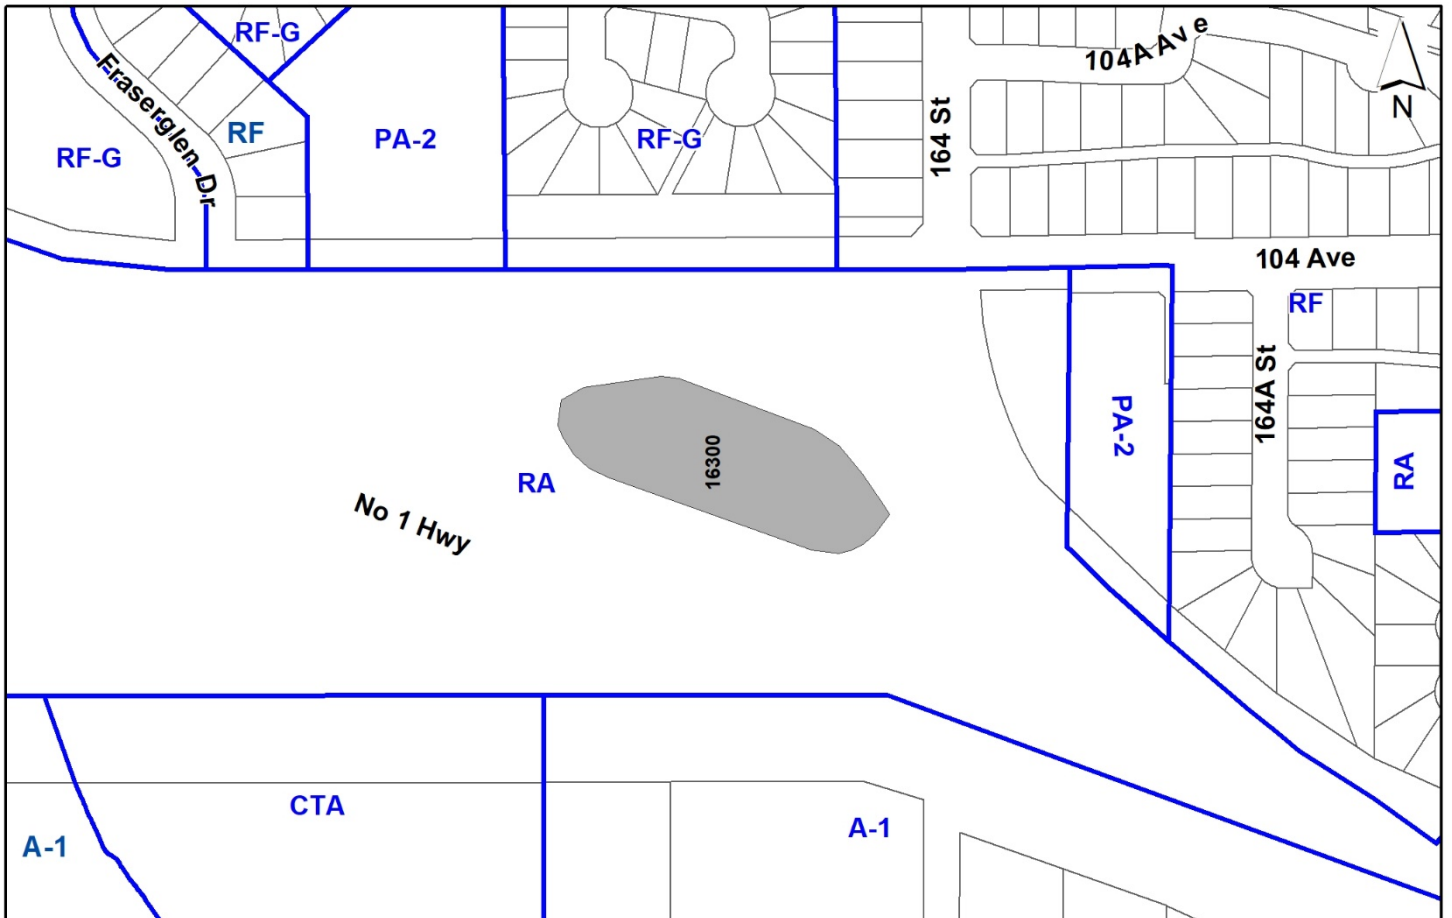 RF-G
104A Ave
N
Fraserglen Dr
RF
PA-2
RF-G
164 St
RF-G
104 Ave
RF
164A St
PA-2
RA
16300
RA
No 1 Hwy
CTA
A-1
A-1